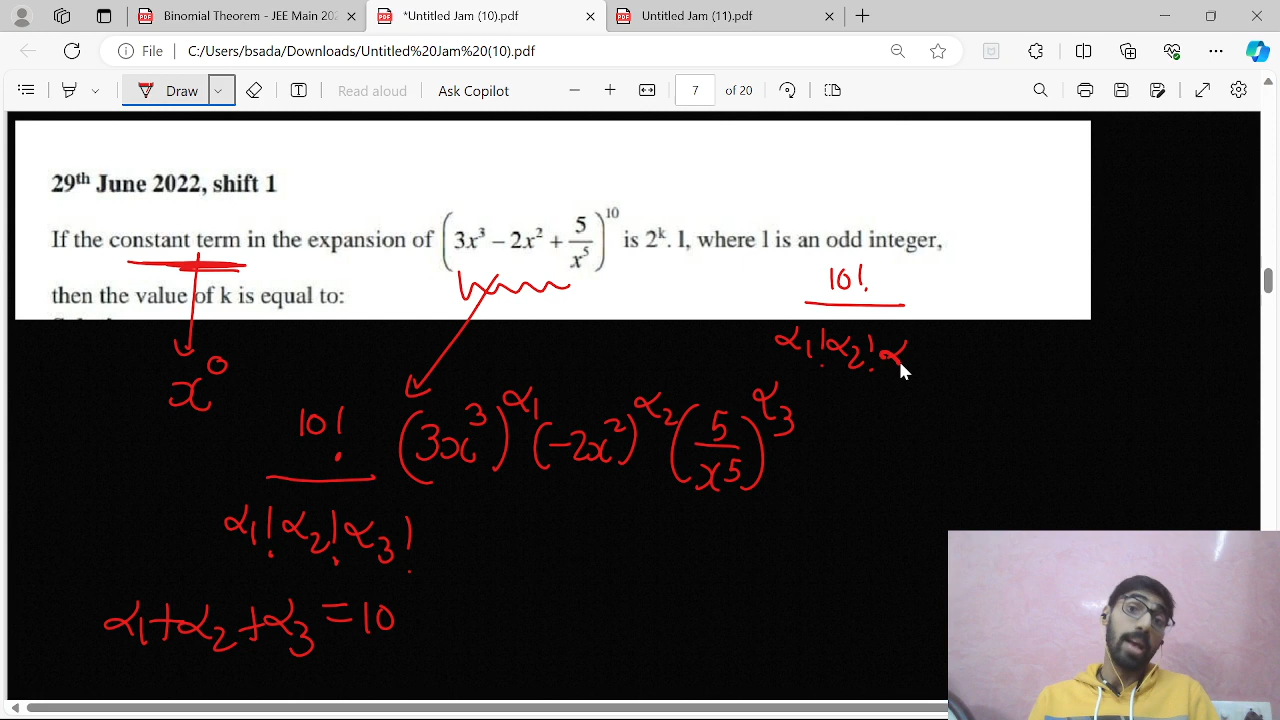 Binomial Theorem - JEE Main 202
*Untitled Jam (10).pdf
Untitled Jam (11).pdf
File C:/Users/bsada/Downloads/Untitled%20Jam%20(10).pdf
Draw Read aloud Ask Copilot 7 of 20
29th June 2022, shift 1
If the constant term in the expansion of (3x³ − 2x² + 5/x⁵)¹⁰ is 2ᵏ. l, where l is an odd integer,
then the value of k is equal to:
10!
α₁! α₂! α
x⁰
10! (3x³)^α₁ (−2x²)^α₂ (5/x⁵)^α₃
α₁! α₂! α₃!
α₁+α₂+α₃=10